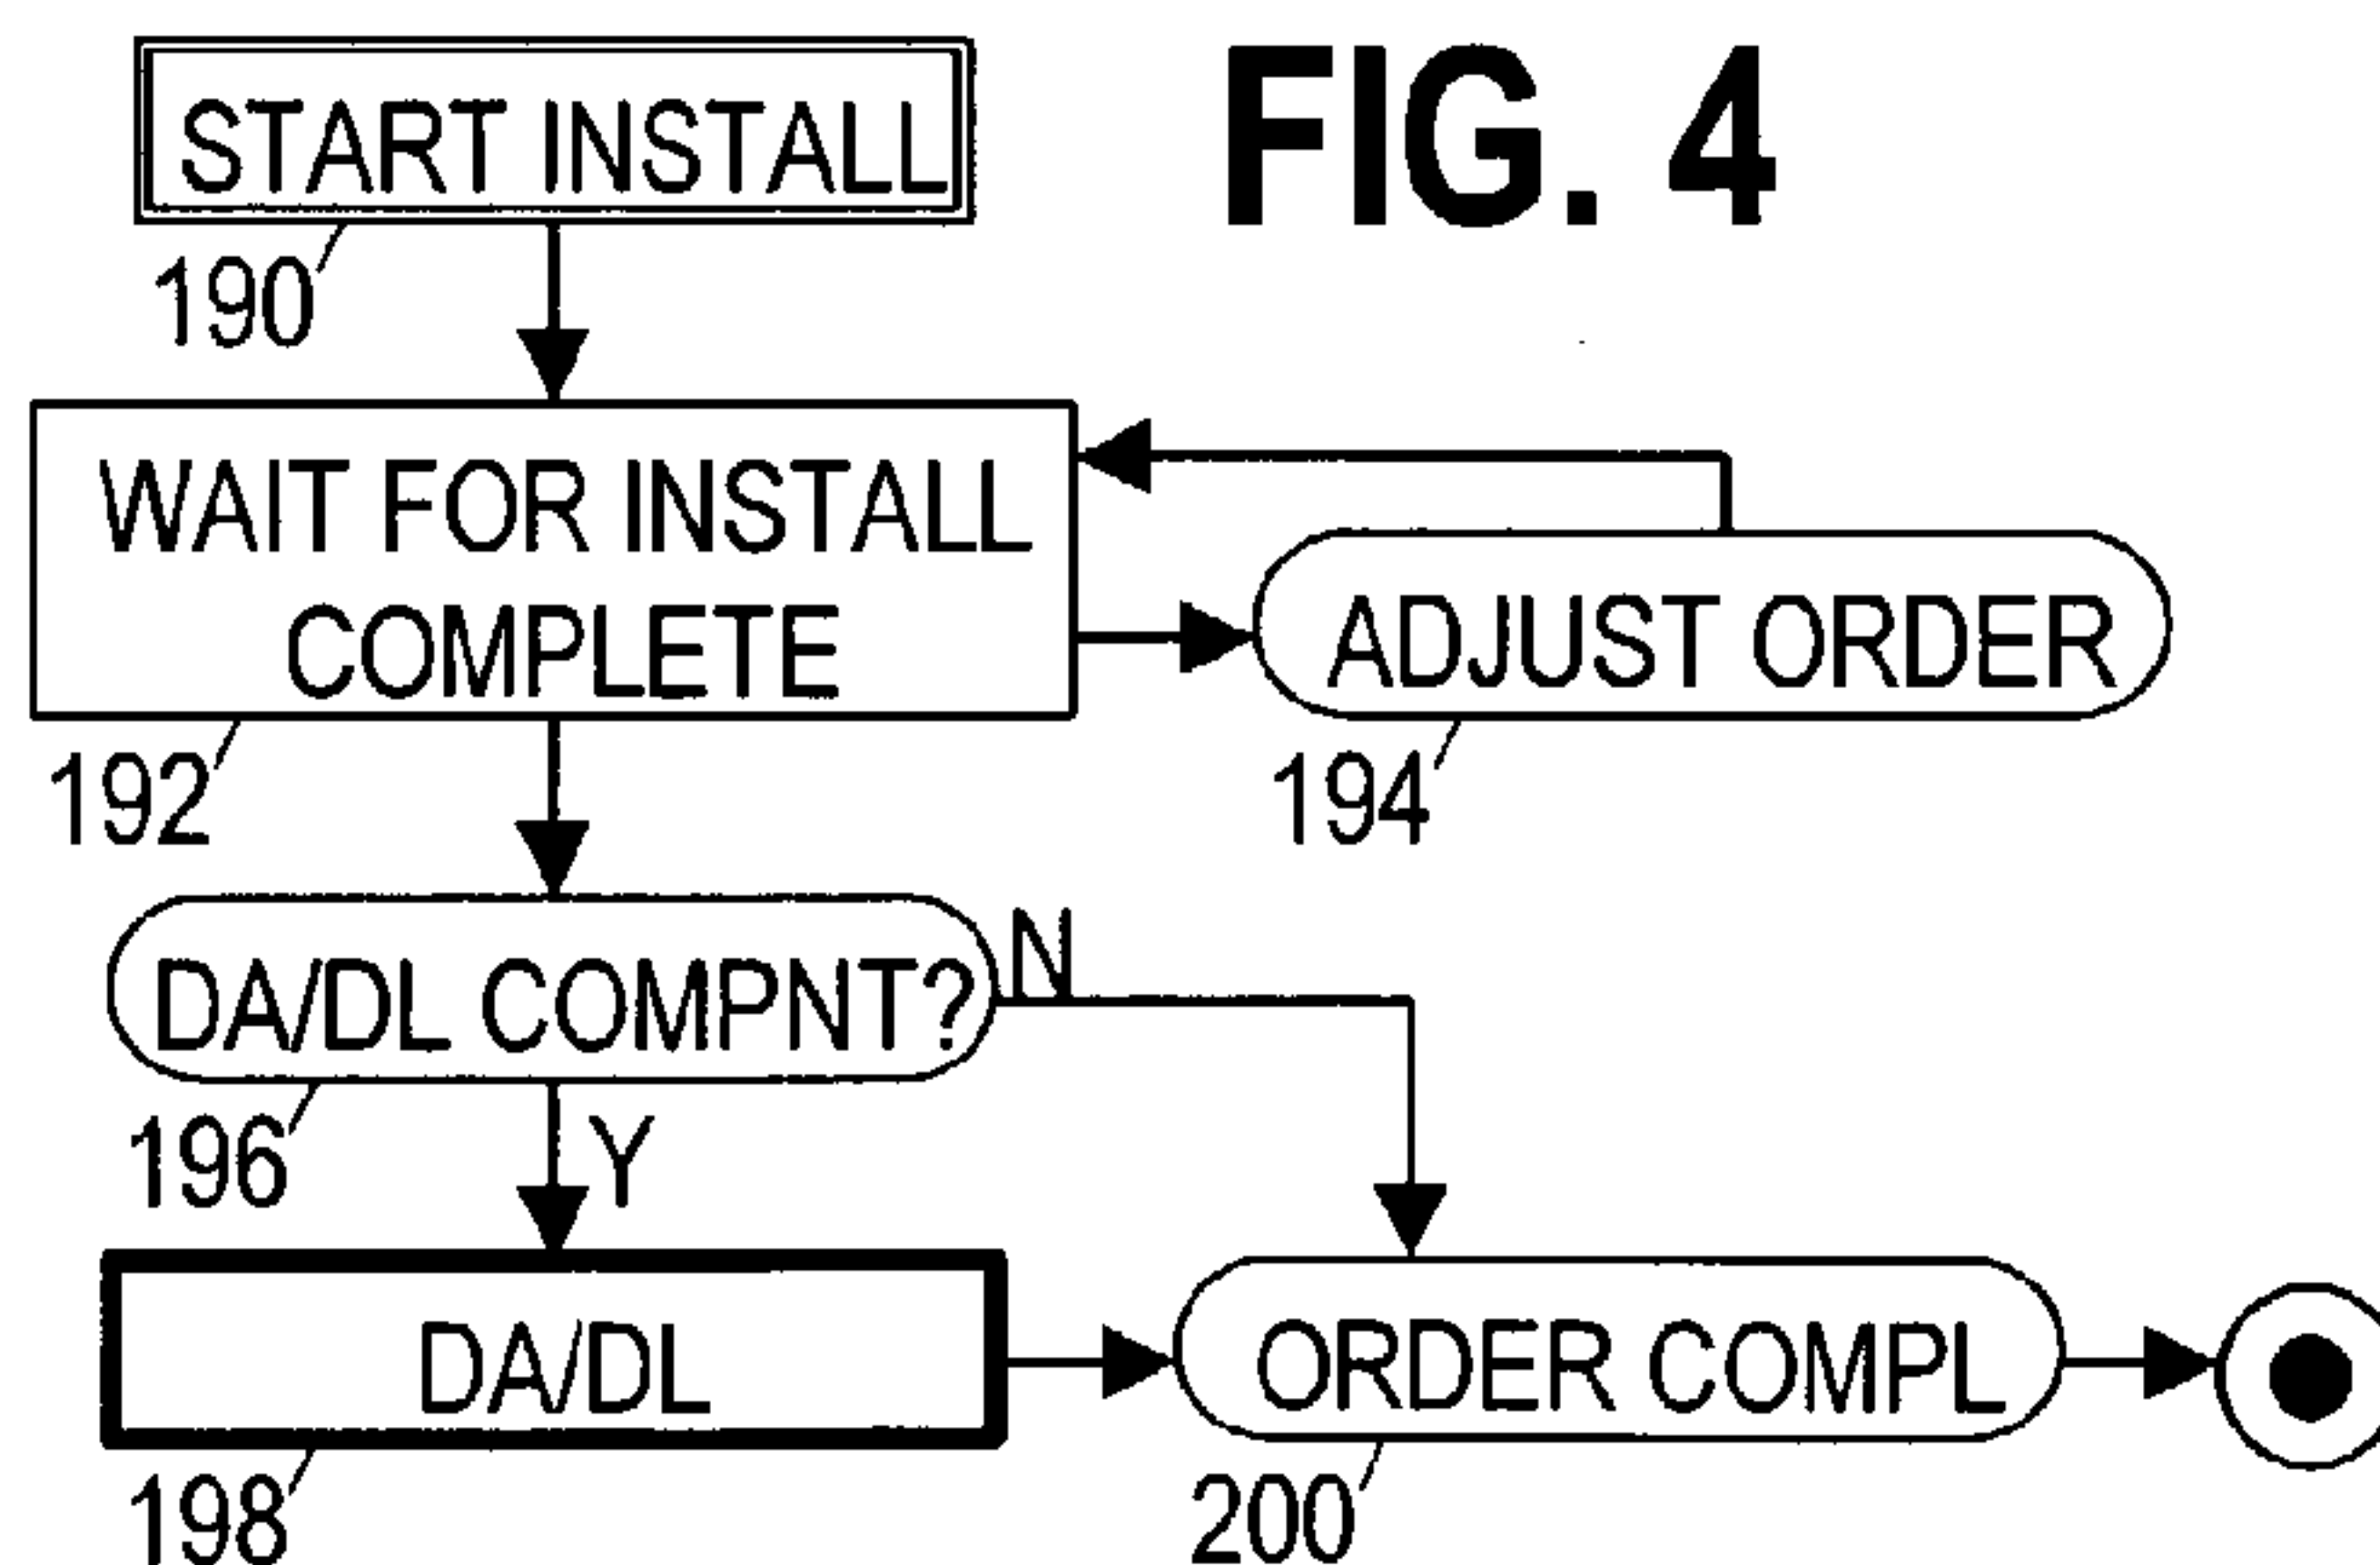 FIG. 4
START INSTALL
190
WAIT FOR INSTALL
COMPLETE
192
ADJUST ORDER
194
DA/DL COMPNT?
N
196
Y
DA/DL
198
ORDER COMPL
200